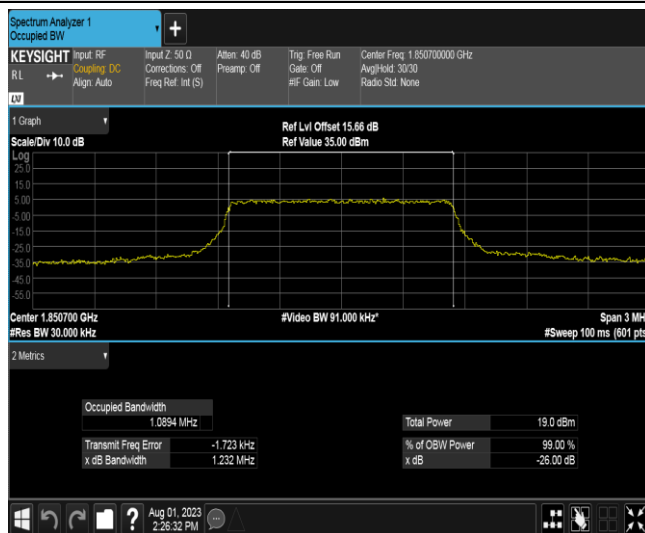 Spectrum Analyzer 1
Occupied BW
KEYSIGHT
RL
LXI
Input: RF
Coupling: DC
Align: Auto
Input Z: 50 Ω
Corrections: Off
Freq Ref: Int (S)
Atten: 40 dB
Preamp: Off
Trig: Free Run
Gate: Off
#IF Gain: Low
Center Freq: 1.850700000 GHz
Avg|Hold: 30/30
Radio Std: None
1 Graph
Scale/Div 10.0 dB
Ref Lvl Offset 15.66 dB
Ref Value 35.00 dBm
Log
25.0
15.0
5.00
-5.00
-15.0
-25.0
-35.0
-45.0
-55.0
Center 1.850700 GHz
#Res BW 30.000 kHz
#Video BW 91.000 kHz*
Span 3 MH
#Sweep 100 ms (601 pts
2 Metrics
Occupied Bandwidth
1.0894 MHz
Transmit Freq Error -1.723 kHz
x dB Bandwidth 1.232 MHz
Total Power 19.0 dBm
% of OBW Power 99.00 %
x dB -26.00 dB
?
Aug 01, 2023
2:26:32 PM